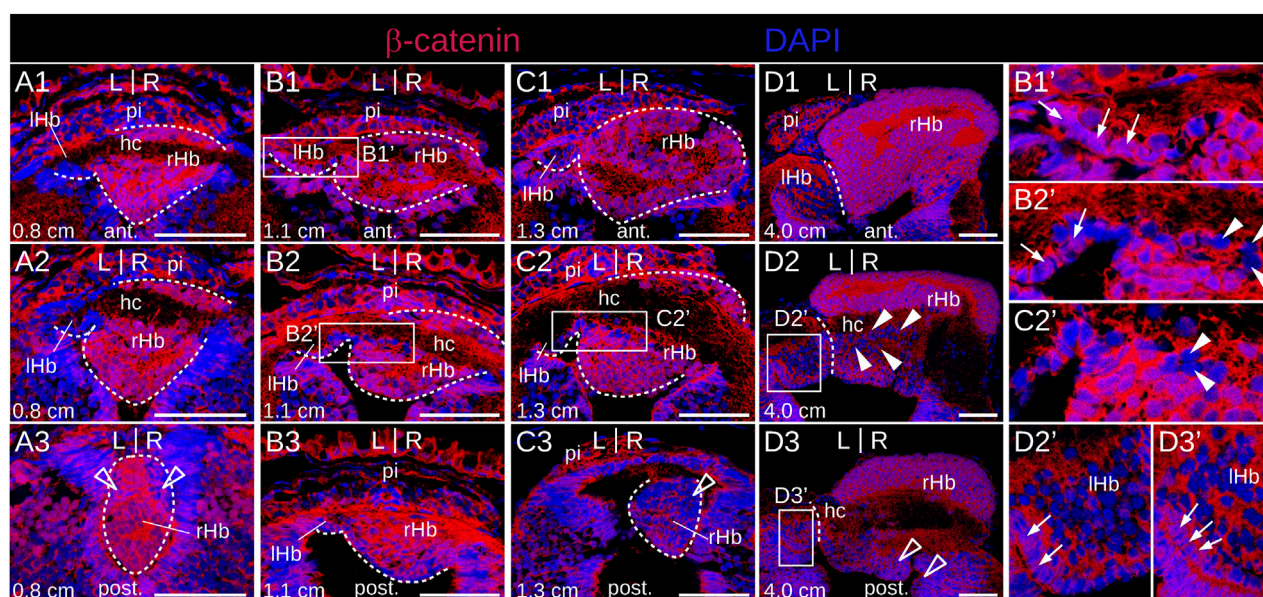 β-catenin DAPI
A1 L R pi lHb hc rHb 0.8 cm ant.
B1 L R pi lHb B1’ rHb 1.1 cm ant.
C1 L R pi rHb lHb 1.3 cm ant.
D1 L R pi rHb lHb 4.0 cm ant.
B1’
A2 L R pi hc lHb rHb 0.8 cm
B2 L R pi B2’ hc lHb rHb 1.1 cm
C2 L R pi hc C2’ lHb rHb 1.3 cm
D2 L R rHb D2’ hc 4.0 cm
B2’
C2’
A3 L R rHb 0.8 cm post.
B3 L R pi lHb rHb 1.1 cm post.
C3 L R pi rHb 1.3 cm post.
D3 L R rHb D3’ hc 4.0 cm post.
D2’ lHb
D3’ lHb